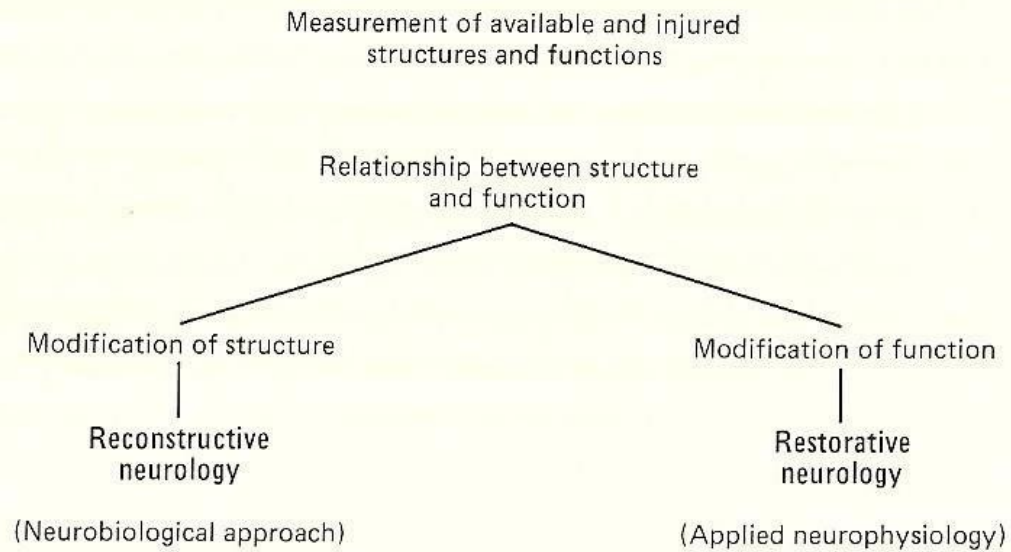 Measurement of available and injured
structures and functions
Relationship between structure
and function
Modification of structure
Modification of function
Reconstructive
neurology
Restorative
neurology
(Neurobiological approach)
(Applied neurophysiology)